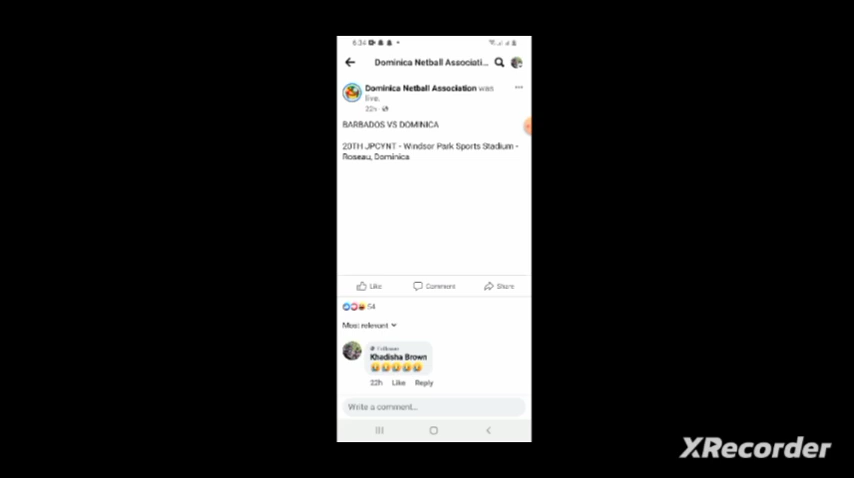 6:34
Dominica Netball Associati...
Dominica Netball Association was
live.
22h
BARBADOS VS DOMINICA
20TH JPCYNT - Windsor Park Sports Stadium -
Roseau, Dominica
Like Comment Share
54
Most relevant
Follower
Khadisha Brown
22h Like Reply
Write a comment...
XRecorder